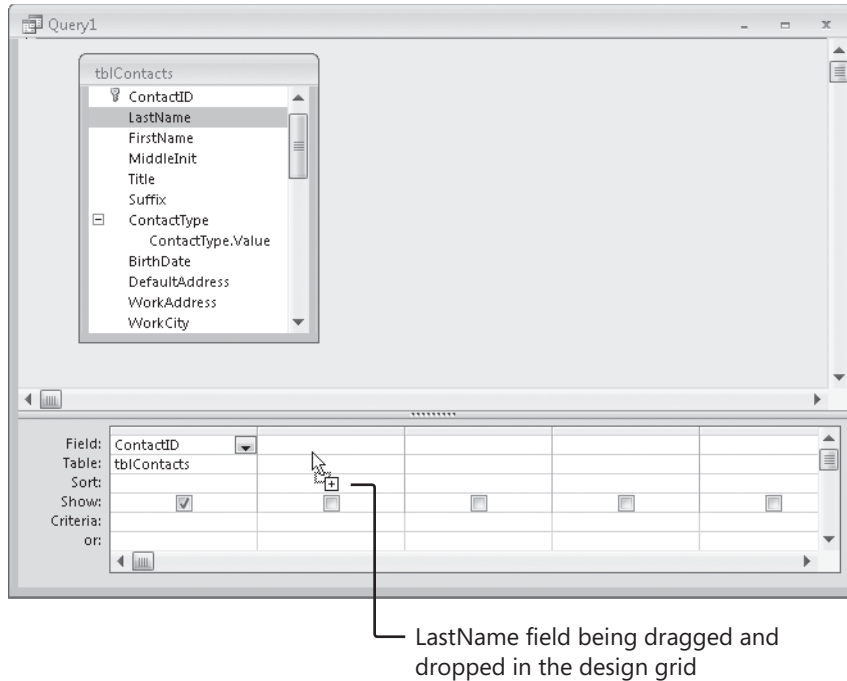 Query1
tblContacts
ContactID
LastName
FirstName
MiddleInit
Title
Suffix
ContactType
ContactType.Value
BirthDate
DefaultAddress
WorkAddress
WorkCity
Field: ContactID
Table: tblContacts
Sort:
Show:
Criteria:
or:
LastName field being dragged and
dropped in the design grid